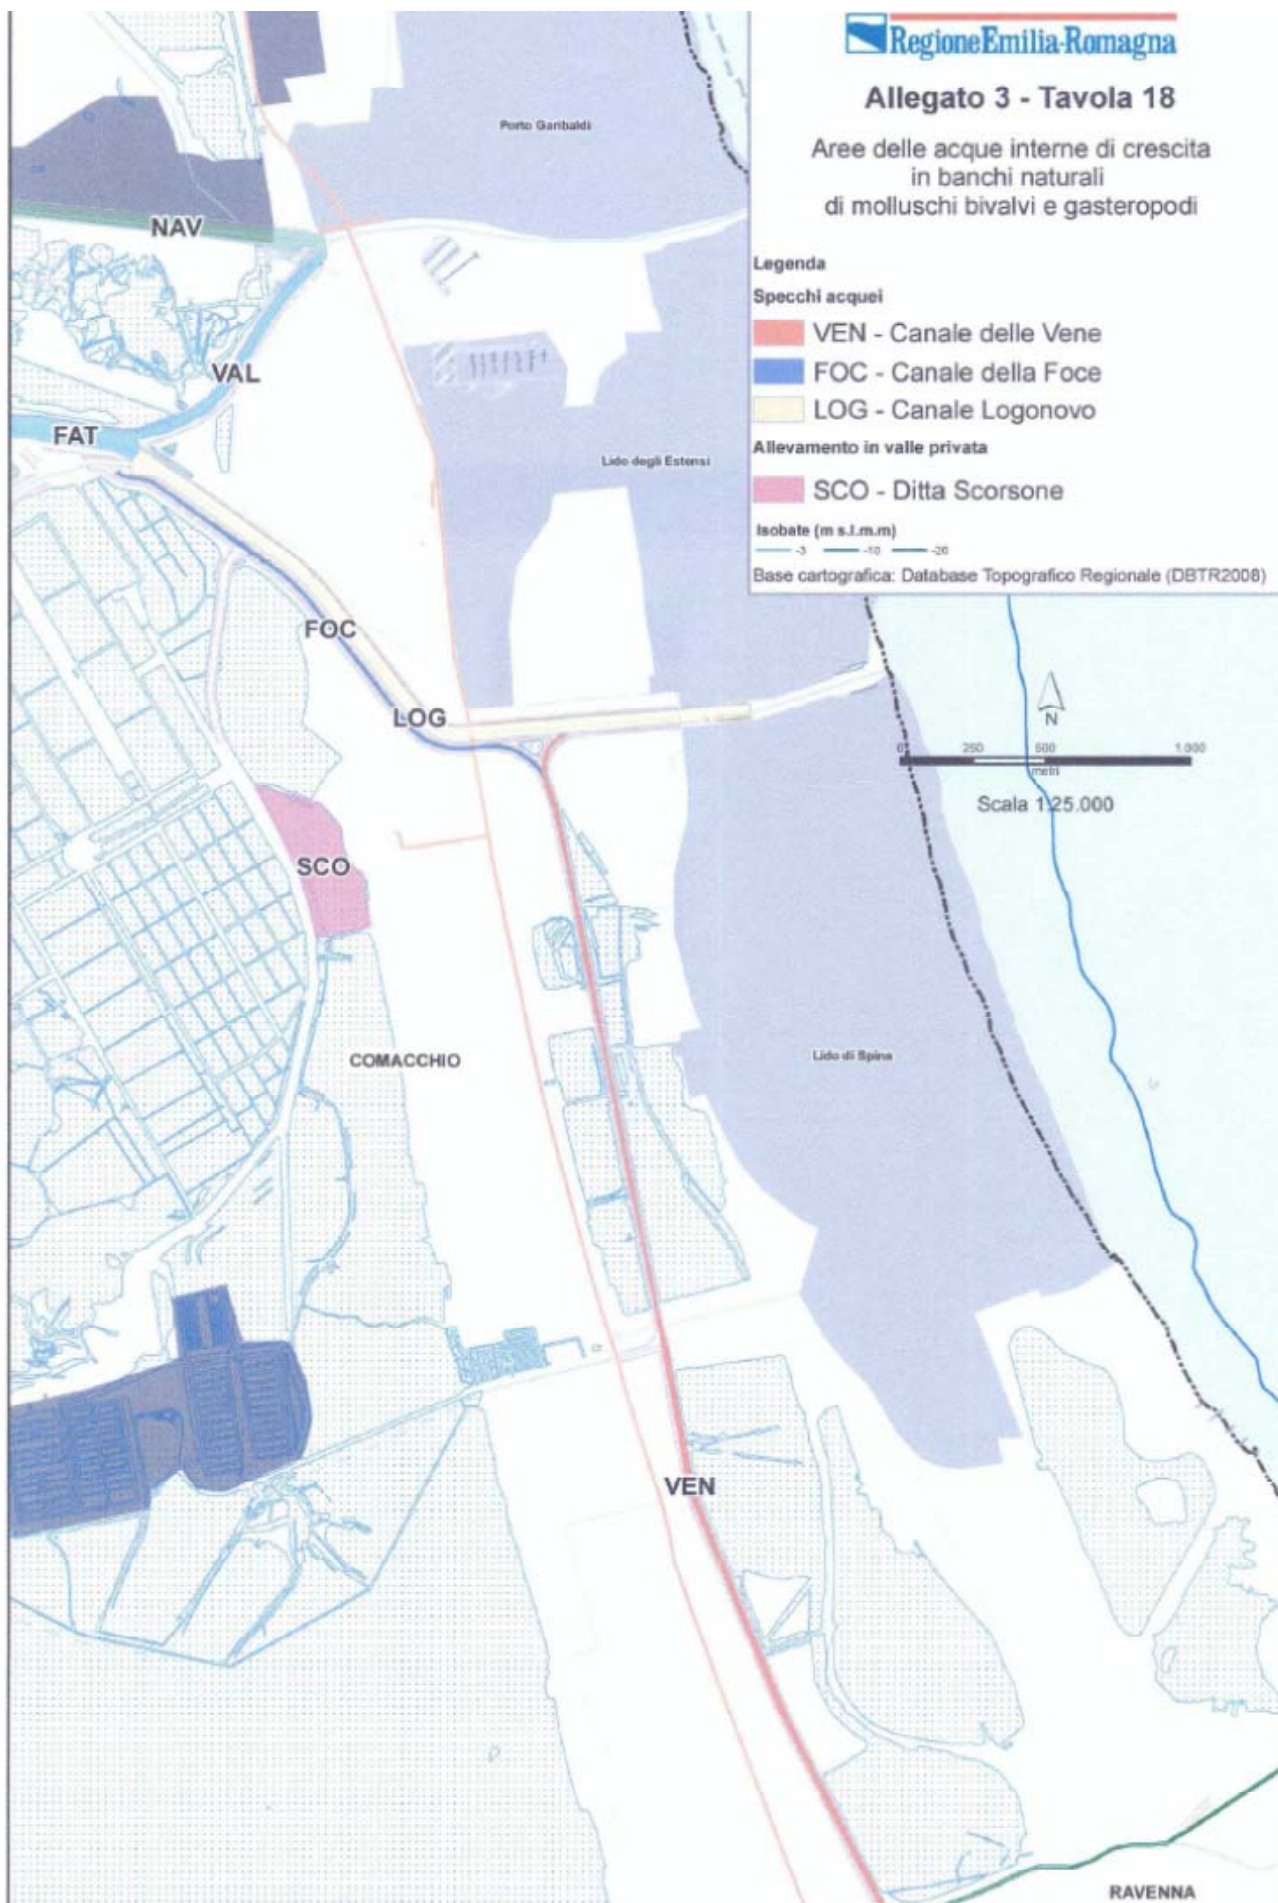 RegioneEmilia-Romagna
Allegato 3 - Tavola 18
Aree delle acque interne di crescita
in banchi naturali
di molluschi bivalvi e gasteropodi
Legenda
Specchi acquei
VEN - Canale delle Vene
FOC - Canale della Foce
LOG - Canale Logonovo
Allevamento in valle privata
SCO - Ditta Scorsone
Isobate (m s.l.m.m)
-3 -10 -20
Base cartografica: Database Topografico Regionale (DBTR2008)
Porto Garibaldi
NAV
VAL
FAT
Lido degli Estensi
FOC
LOG
N
0 250 500 1.000
metri
Scala 1:25.000
SCO
COMACCHIO
Lido di Spina
VEN
RAVENNA